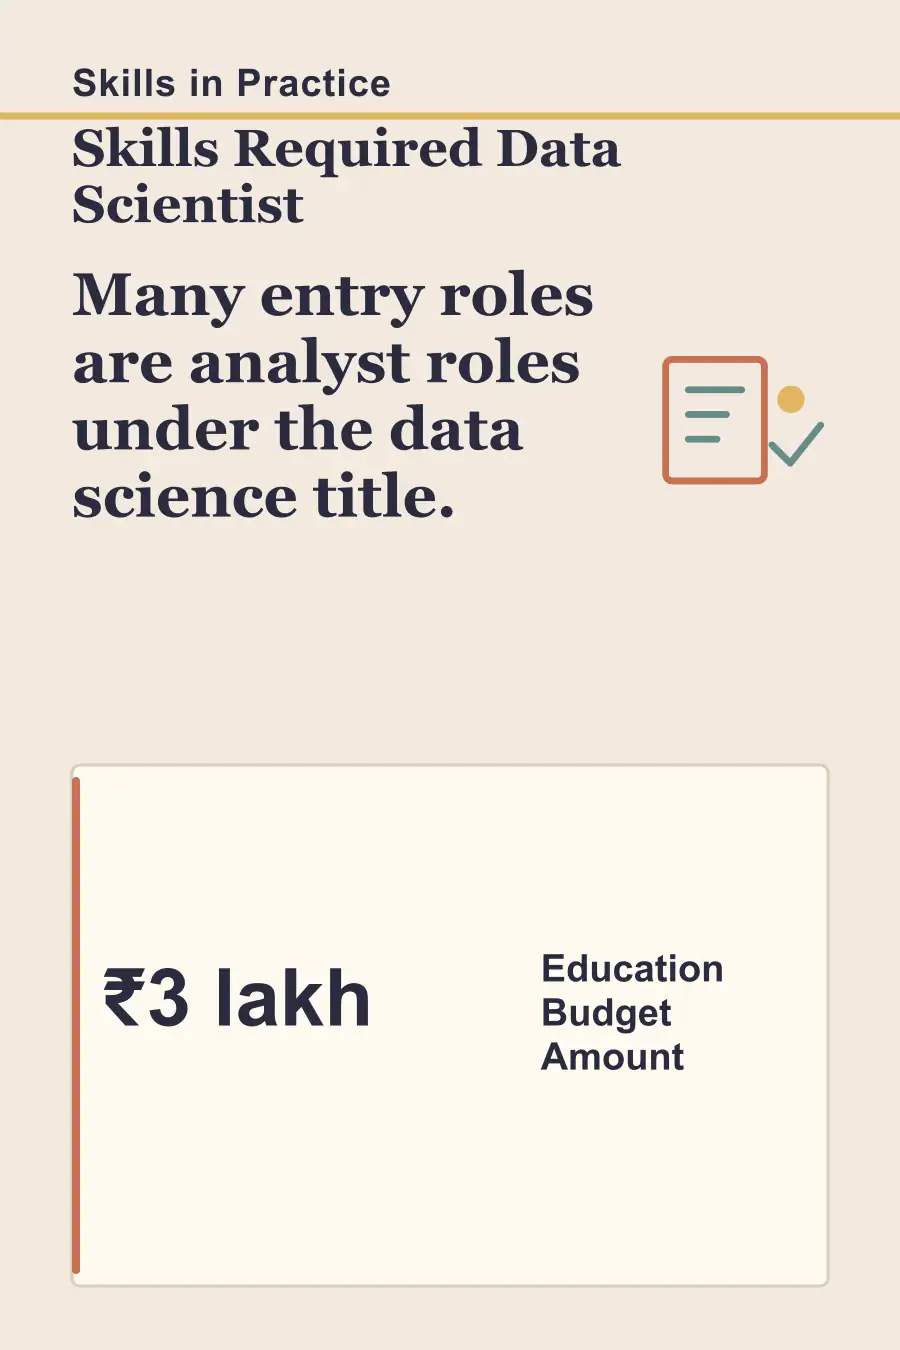 Skills in Practice
Skills Required Data
Scientist
Many entry roles
are analyst roles
under the data
science title.
₹3 lakh
Education
Budget
Amount